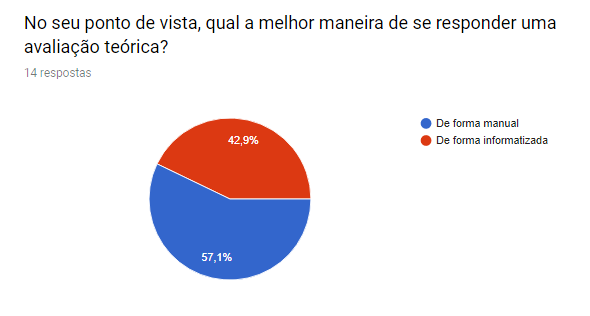 No seu ponto de vista, qual a melhor maneira de se responder uma
avaliação teórica?
14 respostas
De forma manual
De forma informatizada
42,9%
57,1%